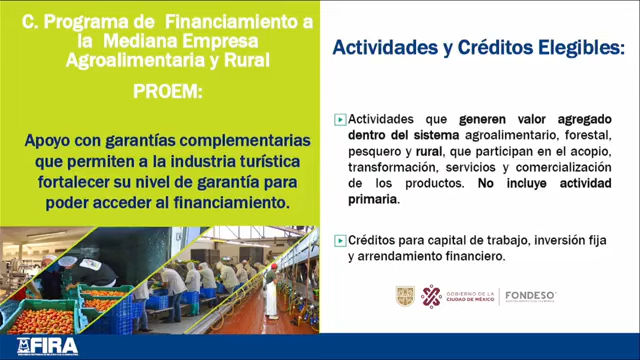 C. Programa de Financiamiento a
la Mediana Empresa
Agroalimentaria y Rural
PROEM:
Apoyo con garantías complementarias
que permiten a la industria turística
fortalecer su nivel de garantía para
poder acceder al financiamiento.
Actividades y Créditos Elegibles:
Actividades que generen valor agregado
dentro del sistema agroalimentario, forestal,
pesquero y rural, que participan en el acopio,
transformación, servicios y comercialización
de los productos. No incluye actividad
primaria.
Créditos para capital de trabajo, inversión fija
y arrendamiento financiero.
GOBIERNO DE LA
CIUDAD DE MÉXICO
FONDESO
FIRA